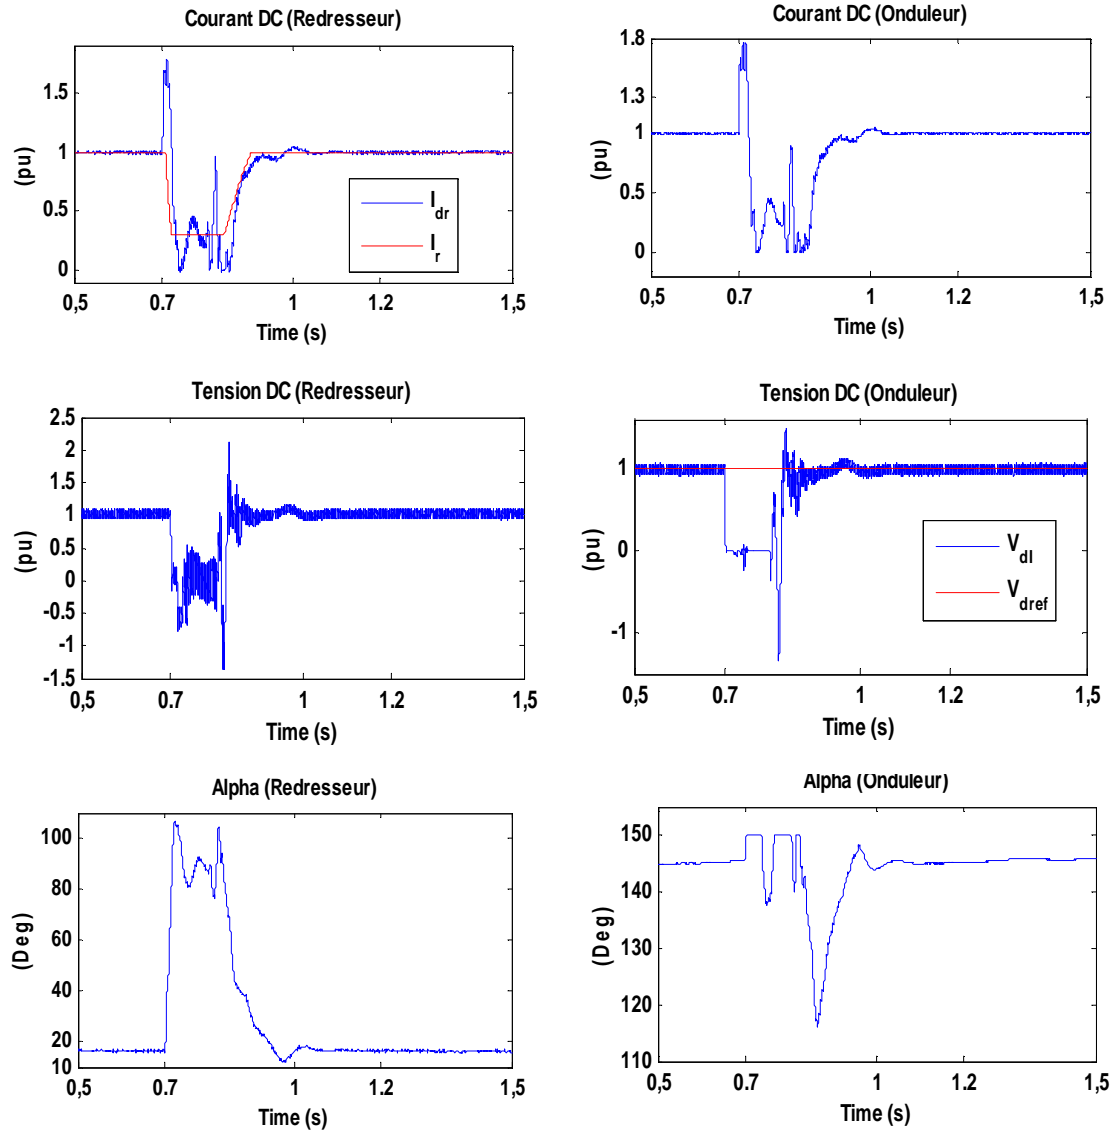 Courant DC (Redresseur)
(pu)
1.5
1
0.5
0
I_dr
I_r
0,5
0.7
1
1.2
1,5
Time (s)
Courant DC (Onduleur)
(pu)
1.8
1.3
1
0.5
0
0,5
0.7
1
1.2
1,5
Time (s)
Tension DC (Redresseur)
(pu)
2.5
2
1.5
1
0.5
0
-0.5
-1
-1.5
0,5
0.7
1
1.2
1,5
Time (s)
Tension DC (Onduleur)
(pu)
1
0
-1
V_dI
V_dref
0,5
0.7
1
1.2
1,5
Time (s)
Alpha (Redresseur)
(Deg)
100
80
60
40
20
10
0,5
0.7
1
1.2
1,5
Time (s)
Alpha (Onduleur)
(Deg)
150
140
130
120
110
0,5
0.7
1
1.2
1,5
Time (s)